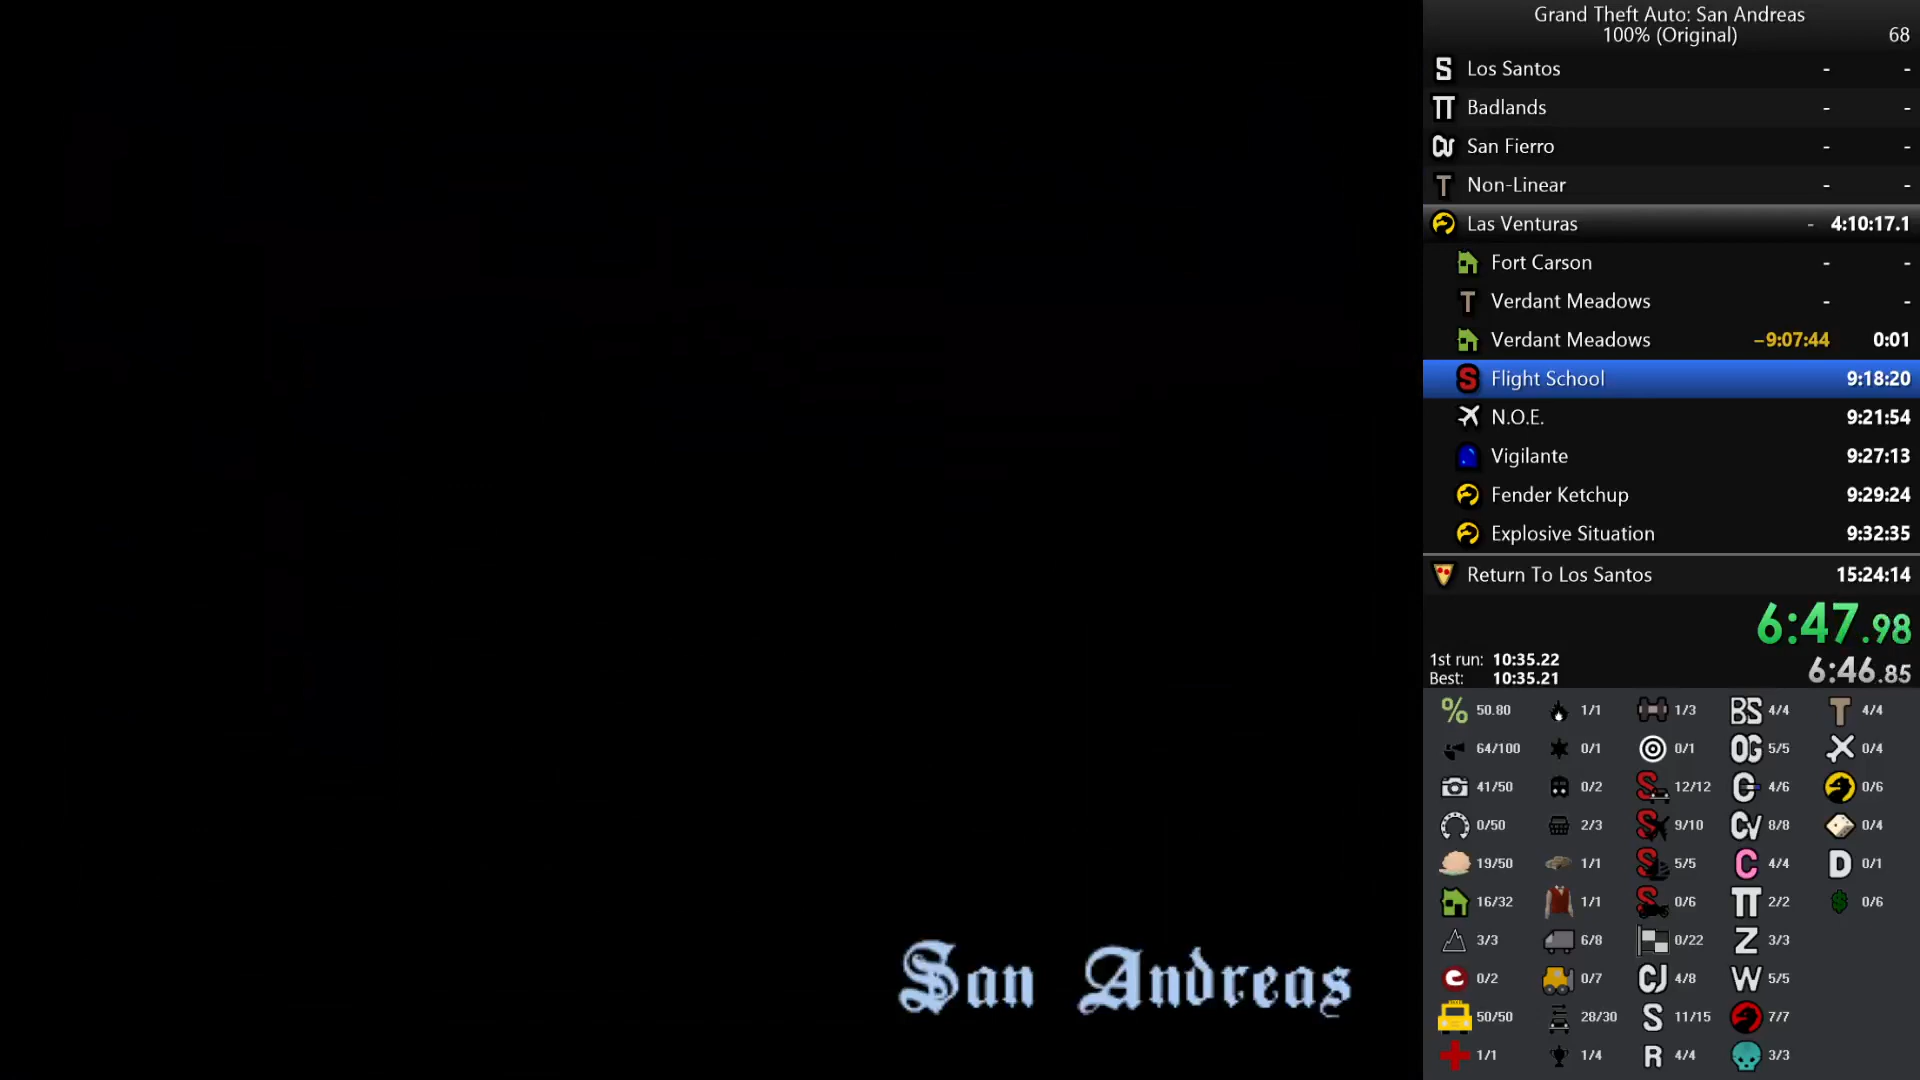 Grand Theft Auto: San Andreas
100% (Original) 68
Los Santos - -
Badlands - -
San Fierro - -
Non-Linear - -
Las Venturas - 4:10:17.1
Fort Carson - -
Verdant Meadows - -
Verdant Meadows −9:07:44 0:01
Flight School 9:18:20
N.O.E. 9:21:54
Vigilante 9:27:13
Fender Ketchup 9:29:24
Explosive Situation 9:32:35
Return To Los Santos 15:24:14
6:47.98
1st run: 10:35.22
Best: 10:35.21
6:46.85
% 50.80 1/1 1/3 BS 4/4 T 4/4
64/100 0/1 0/1 OG 5/5 0/4
41/50 0/2 S 12/12 C 4/6 0/6
0/50 2/3 S 9/10 CV 8/8 0/4
19/50 1/1 S 5/5 C 4/4 D 0/1
16/32 1/1 S 0/6 2/2 $ 0/6
3/3 6/8 0/22 Z 3/3
C 0/2 0/7 CJ 4/8 W 5/5
50/50 28/30 S 11/15 7/7
1/1 1/4 R 4/4 3/3
San Andreas